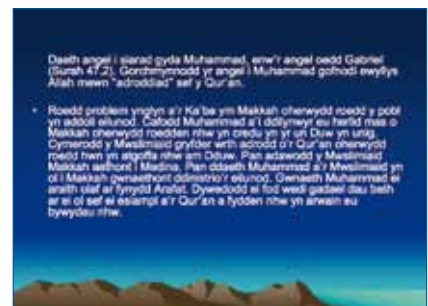 Daeth angel i siarad gyda Muhammad, enw'r angel oedd Gabriel
(Surah 47.2). Gorchmynnodd yr angel i Muhammad gofnodi ewyllys
Allah mewn "adroddiad" sef y Qur'an.
• Roedd problem ynglyn a'r Ka'ba ym Makkah oherwydd roedd y pobl
yn addoli eilunod. Cafodd Muhammad a'i ddilynwyr eu herlid mas o
Makkah oherwydd roedden nhw yn credu yn yr un Duw yn unig.
Cymerodd y Mwslimiaid gryfder wrth adrodd o'r Qur'an oherwydd
roedd hwn yn atgoffa nhw am Dduw. Pan adawodd y Mwslimiaid
Makkah aethont i Medina. Pan ddaeth Muhammad a'r Mwslimiaid yn
ol i Makkah gwnaethont ddinistrio'r eilunod. Gwnaeth Muhammad ei
araith olaf ar fynydd Arafat. Dywedodd ei fod wedi gadael dau beth
ar ei ol sef ei esiampl a'r Qur'an a fydden nhw yn arwain eu
bywydau nhw.